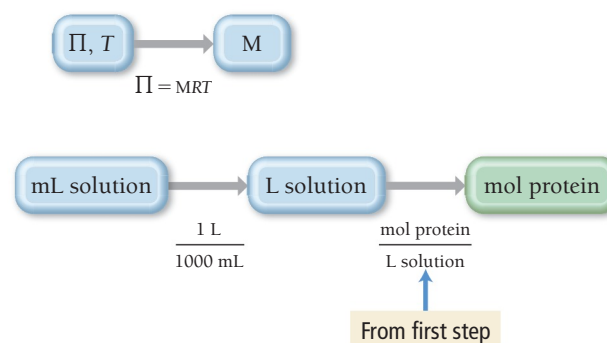 Π, T
M
Π = MRT
mL solution
L solution
mol protein
1 L
1000 mL
mol protein
L solution
From first step